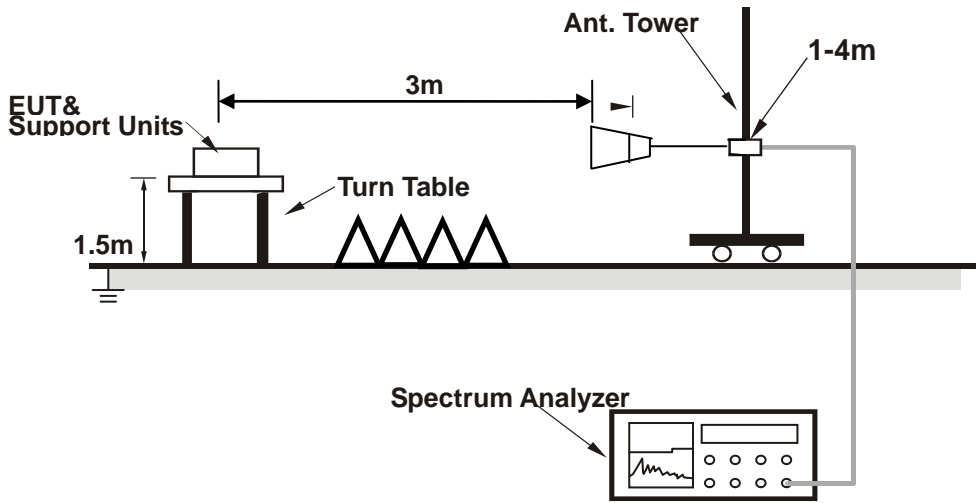 Ant. Tower
1-4m
3m
EUT&
Support Units
Turn Table
1.5m
Spectrum Analyzer